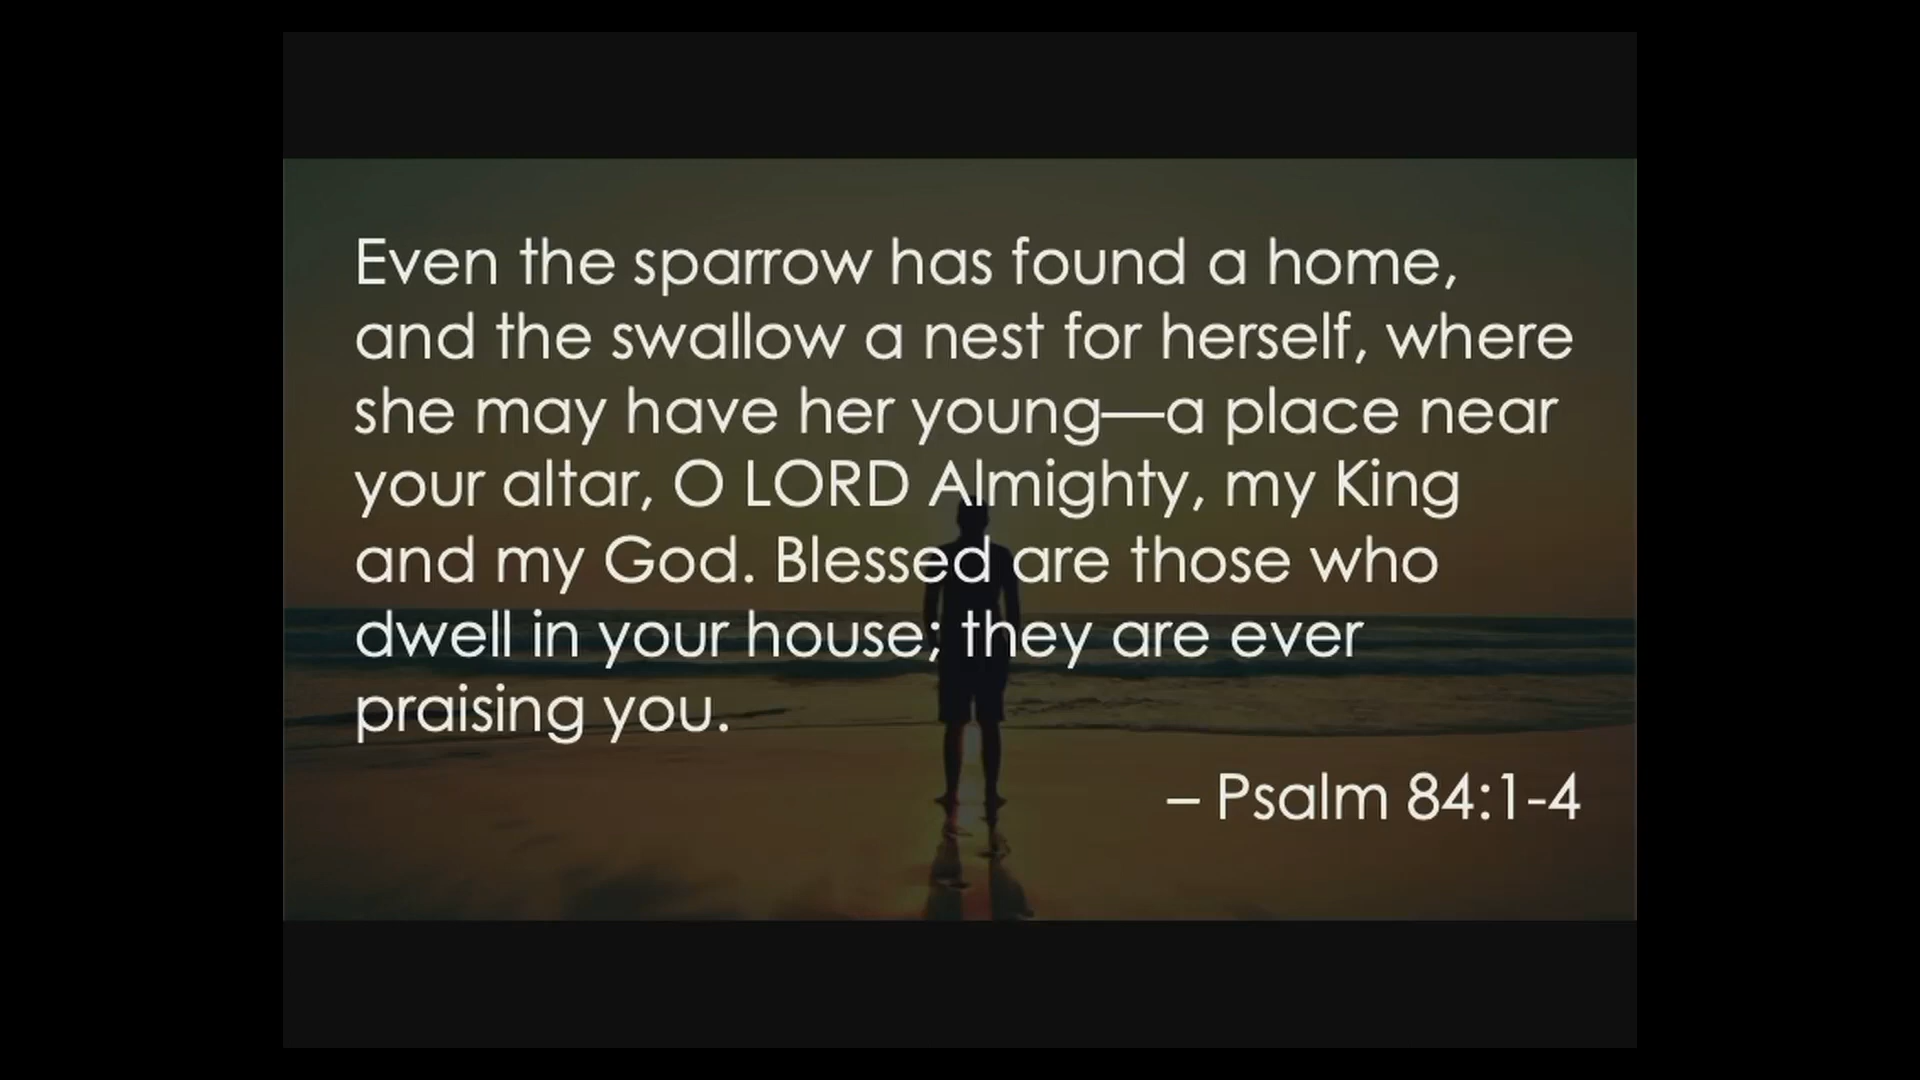 Even the sparrow has found a home,
and the swallow a nest for herself, where
she may have her young—a place near
your altar, O LORD Almighty, my King
and my God. Blessed are those who
dwell in your house; they are ever
praising you.
– Psalm 84:1-4